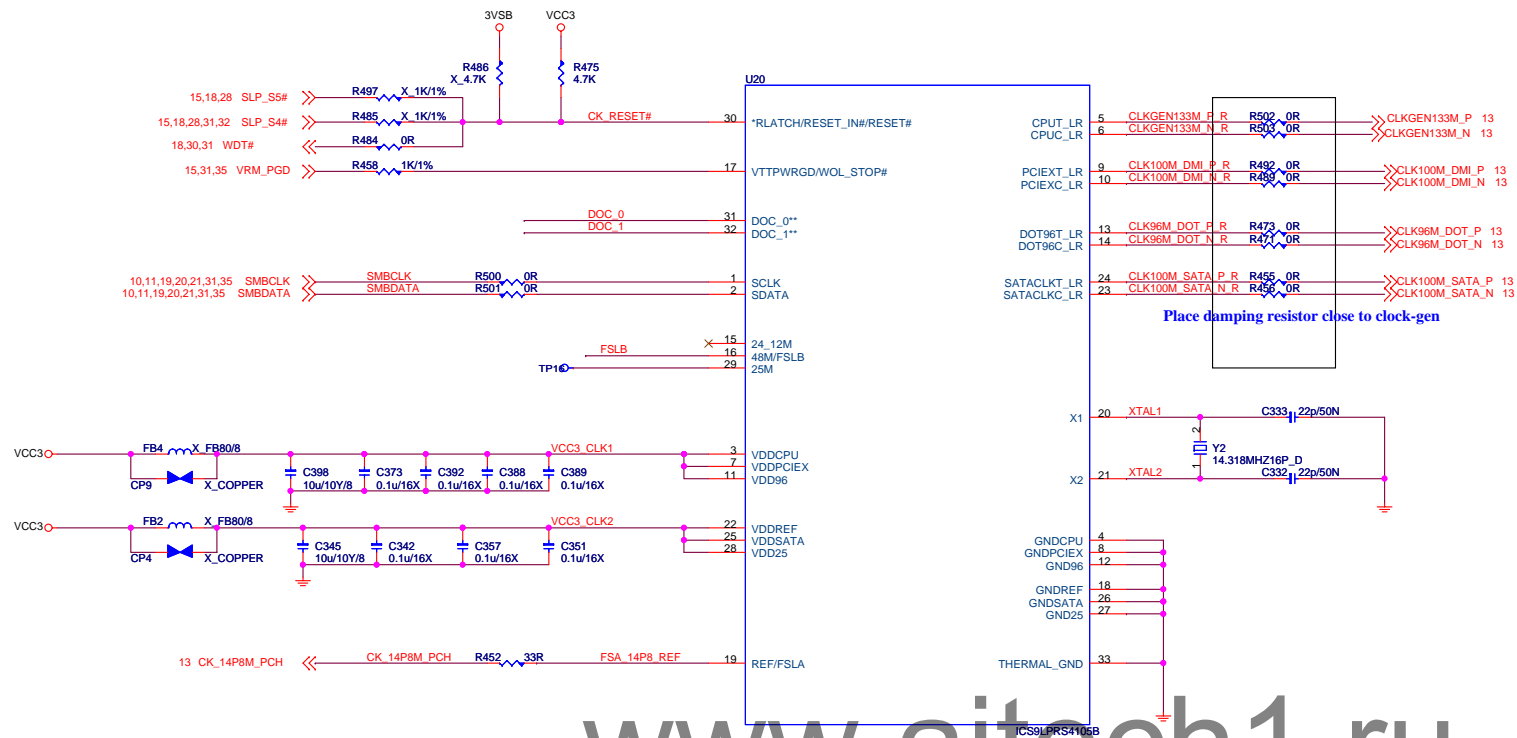 3VSB VCC3
R486 X_4.7K
R475 4.7K
U20
15,18,28 SLP_S5# R497 X_1K/1%
15,18,28,31,32 SLP_S4# R485 X_1K/1% CK_RESET# 30 *RLATCH/RESET_IN#/RESET#
18,30,31 WDT# R484 0R
15,31,35 VRM_PGD R458 1K/1% 17 VTTPWRGD/WOL_STOP#
DOC_0 31 DOC_0**
DOC_1 32 DOC_1**
10,11,19,20,21,31,35 SMBCLK SMBCLK R500 0R 1 SCLK
10,11,19,20,21,31,35 SMBDATA SMBDATA R501 0R 2 SDATA
15 24_12M
FSLB 16 48M/FSLB
TP16 29 25M
VCC3 FB4 X_FB80/8 VCC3_CLK1 3 VDDCPU
7 VDDPCIEX
11 VDD96
CP9 X_COPPER
C398 10u/10Y/8
C373 0.1u/16X
C392 0.1u/16X
C388 0.1u/16X
C389 0.1u/16X
VCC3 FB2 X_FB80/8 VCC3_CLK2 22 VDDREF
25 VDDSATA
28 VDD25
CP4 X_COPPER
C345 10u/10Y/8
C342 0.1u/16X
C357 0.1u/16X
C351 0.1u/16X
13 CK_14P8M_PCH CK_14P8M_PCH R452 33R FSA_14P8_REF 19 REF/FSLA
CPUT_LR 5 CLKGEN133M_P_R R502 0R CLKGEN133M_P 13
CPUC_LR 6 CLKGEN133M_N_R R503 0R CLKGEN133M_N 13
PCIEXT_LR 9 CLK100M_DMI_P_R R492 0R CLK100M_DMI_P 13
PCIEXC_LR 10 CLK100M_DMI_N_R R489 0R CLK100M_DMI_N 13
DOT96T_LR 13 CLK96M_DOT_P_R R473 0R CLK96M_DOT_P 13
DOT96C_LR 14 CLK96M_DOT_N_R R471 0R CLK96M_DOT_N 13
SATACLKT_LR 24 CLK100M_SATA_P_R R455 0R CLK100M_SATA_P 13
SATACLKC_LR 23 CLK100M_SATA_N_R R456 0R CLK100M_SATA_N 13
Place damping resistor close to clock-gen
X1 20 XTAL1 C333 22p/50N
2
Y2
14.318MHZ16P_D
1
X2 21 XTAL2 C332 22p/50N
GNDCPU 4
GNDPCIEX 8
GND96 12
GNDREF 18
GNDSATA 26
GND25 27
THERMAL_GND 33
ICS9LPRS4105B